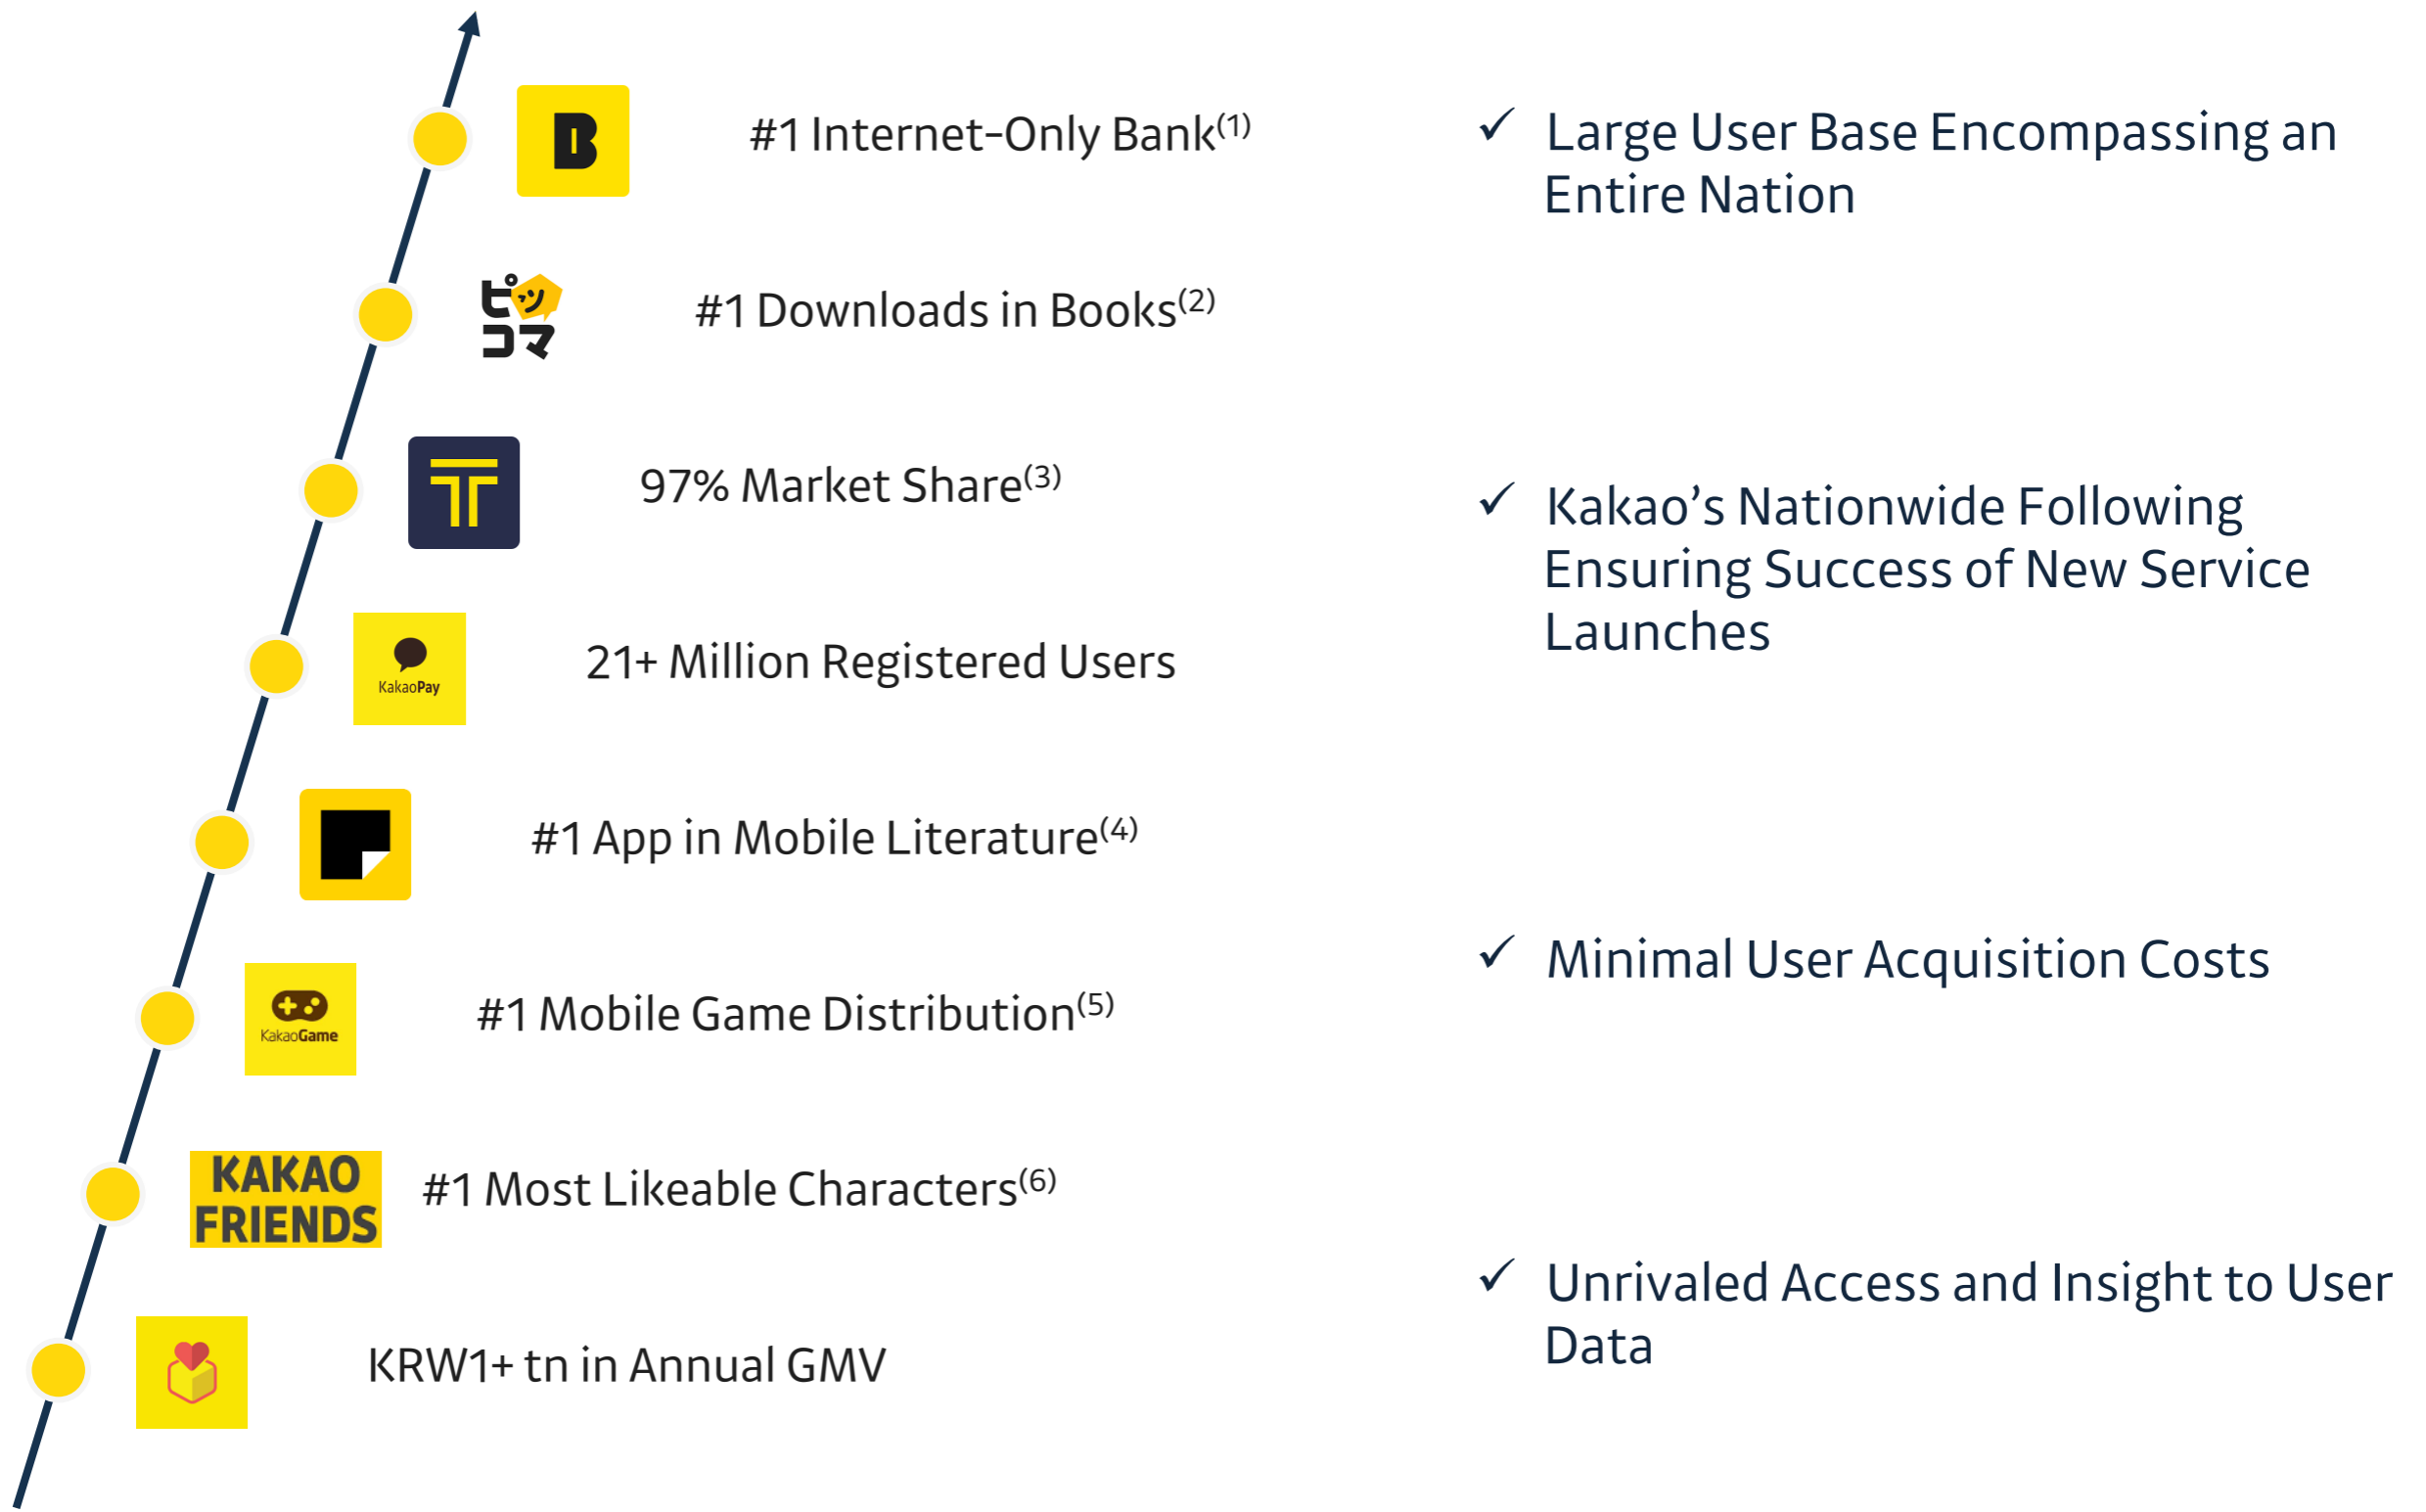 B
#1 Internet-Only Bank(1)
ピッ
コマ
#1 Downloads in Books(2)
T
97% Market Share(3)
KakaoPay
21+ Million Registered Users
#1 App in Mobile Literature(4)
KakaoGame
#1 Mobile Game Distribution(5)
KAKAO
FRIENDS
#1 Most Likeable Characters(6)
KRW1+ tn in Annual GMV
✓ Large User Base Encompassing an
Entire Nation
✓ Kakao’s Nationwide Following
Ensuring Success of New Service
Launches
✓ Minimal User Acquisition Costs
✓ Unrivaled Access and Insight to User
Data